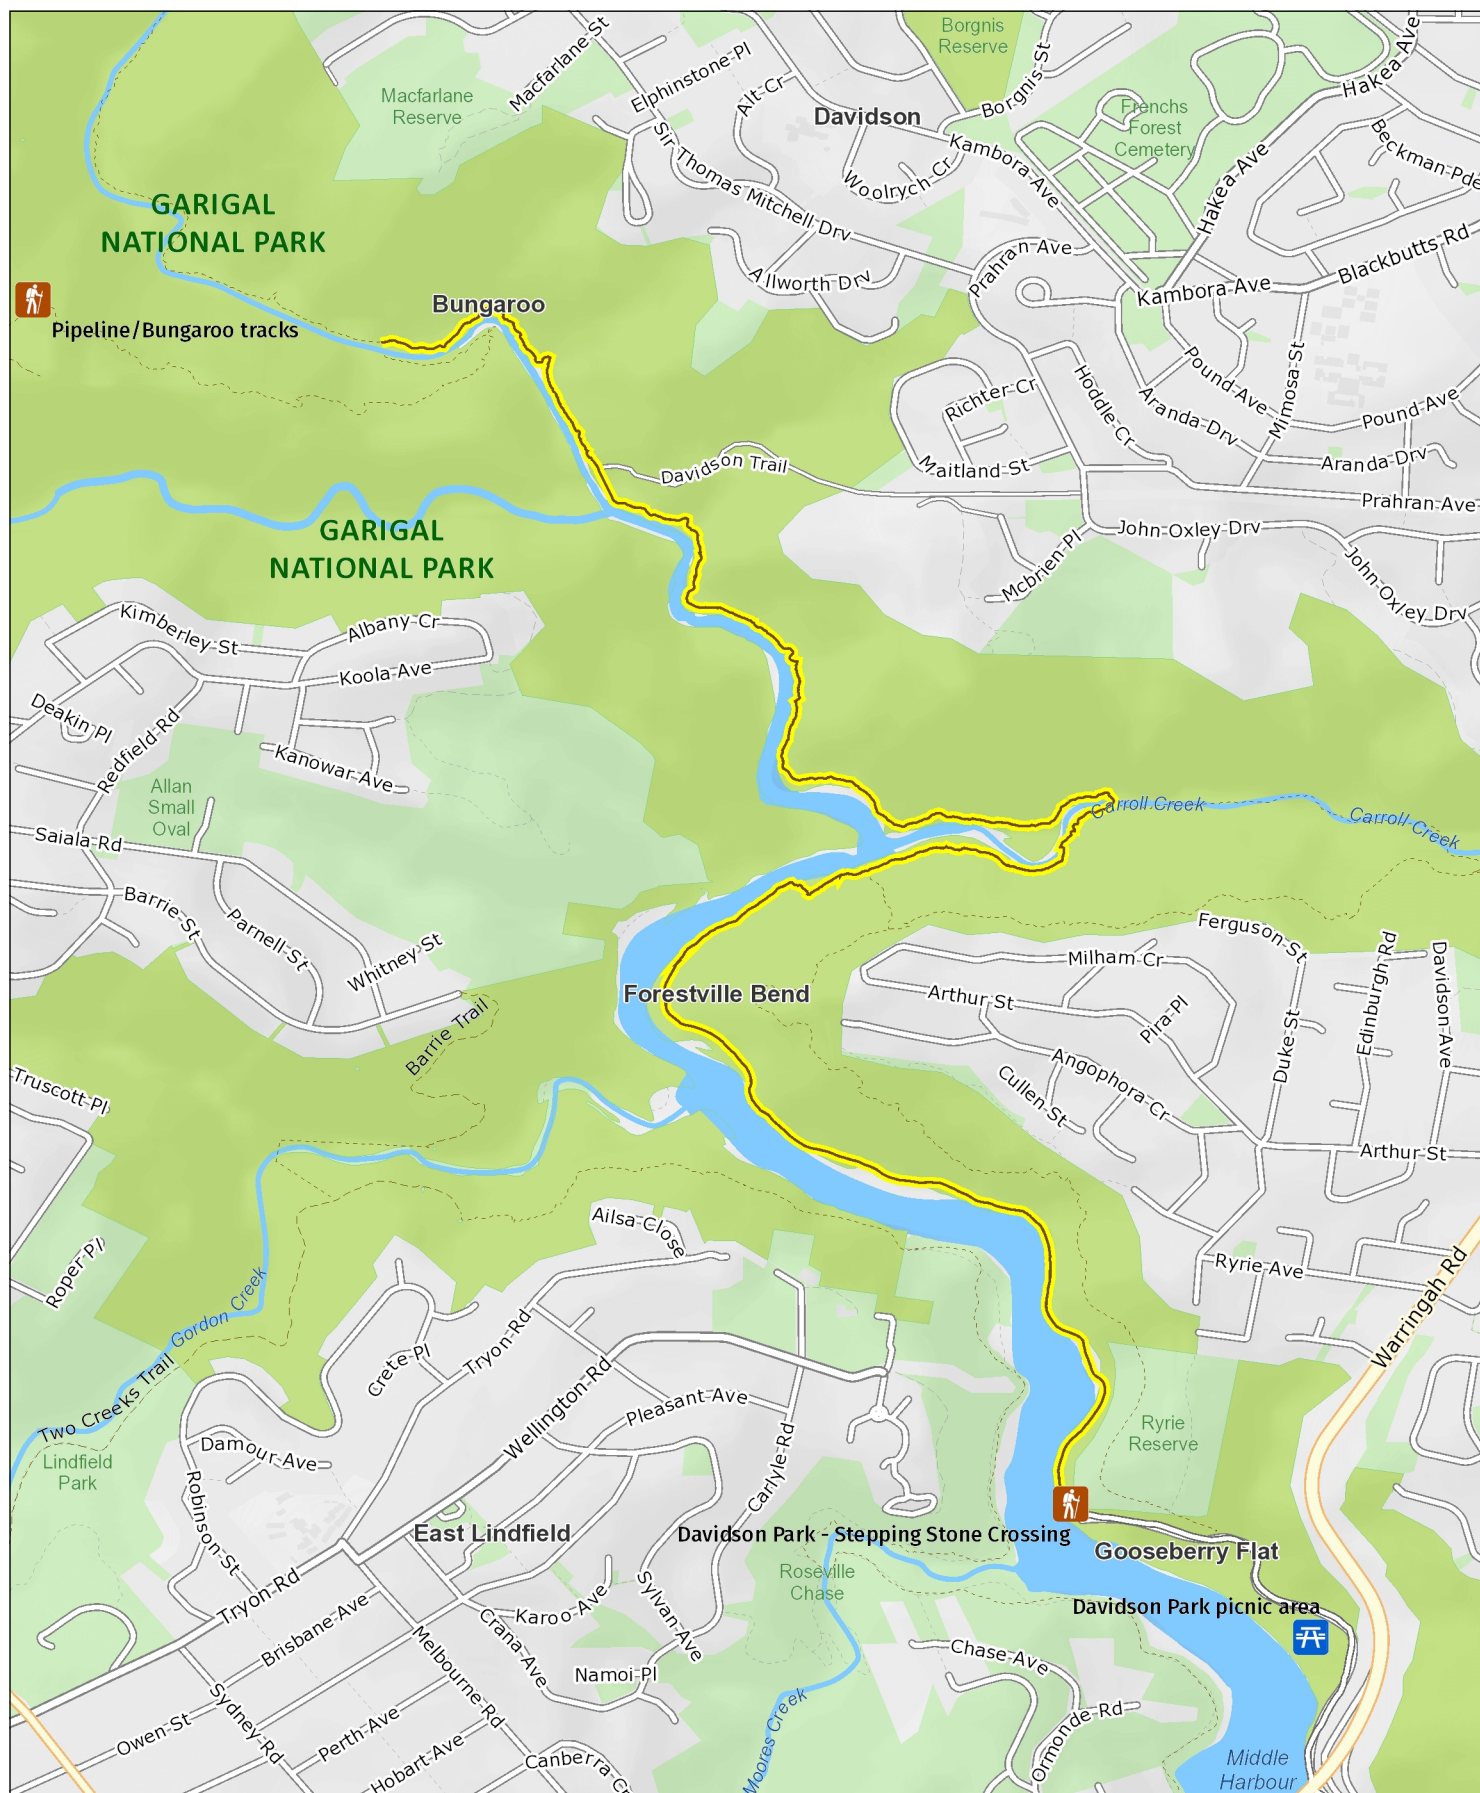 Borgnis
Reserve
Macfarlane St
Hakea Ave
Elphinstone Pl
Borgnis St
Macfarlane
Reserve
Alt Cr
Davidson
Frenchs
Forest
Cemetery
Beckman Pde
Sir Thomas Mitchell Drv
Kambora Ave
Woolrych Cr
Hakea Ave
GARIGAL
NATIONAL PARK
Prahran Ave
Blackbutts Rd
Allworth Drv
Kambora Ave
Bungaroo
Pipeline/Bungaroo tracks
Pound Ave
Mimosa St
Richter Cr
Hoddle Cr
Aranda Drv
Pound Ave
Davidson Trail
Maitland St
Aranda Drv
Prahran Ave
GARIGAL
NATIONAL PARK
John Oxley Drv
Mcbrien Pl
John Oxley Drv
Kimberley St
Albany Cr
Koola Ave
Deakin Pl
Redfield Rd
Kanowar Ave
Allan
Small
Oval
Carroll Creek
Carroll Creek
Saiala Rd
Barrie St
Parnell St
Whitney St
Ferguson St
Milham Cr
Edinburgh Rd
Davidson Ave
Forestville Bend
Arthur St
Pira Pl
Barrie Trail
Duke St
Angophora Cr
Cullen St
Truscott Pl
Arthur St
Ailsa Close
Roper Pl
Ryrie Ave
Gordon Creek
Warringah Rd
Tryon Rd
Crete Pl
Two Creeks Trail
Wellington Rd
Pleasant Ave
Ryrie
Reserve
Damour Ave
Lindfield
Park
Carlyle Rd
Robinson St
East Lindfield
Davidson Park - Stepping Stone Crossing
Gooseberry Flat
Roseville
Chase
Tryon Rd
Karoo Ave
Sylvan Ave
Davidson Park picnic area
Brisbane Ave
Crana Ave
Melbourne Rd
Chase Ave
Namoi Pl
Sydney Rd
Owen St
Perth Ave
Moores Creek
Ormonde Rd
Hobart Ave
Canberra Cr
Middle
Harbour